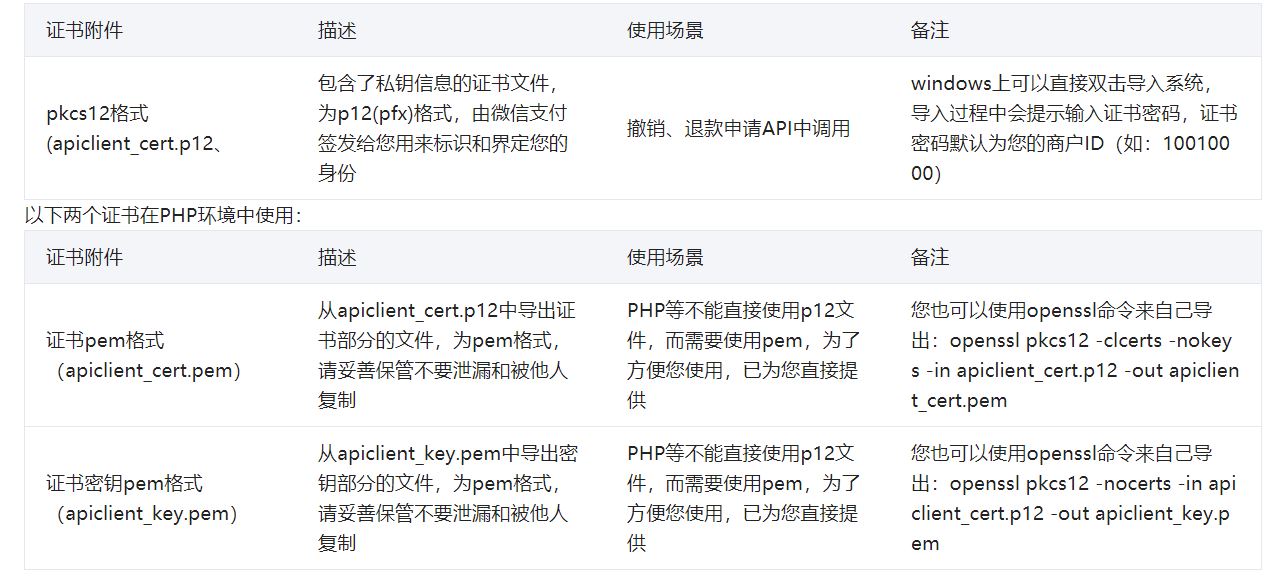 证书附件 描述 使用场景 备注
pkcs12格式
(apiclient_cert.p12、
包含了私钥信息的证书文件，
为p12(pfx)格式，由微信支付
签发给您用来标识和界定您的
身份
撤销、退款申请API中调用
windows上可以直接双击导入系统，
导入过程中会提示输入证书密码，证书
密码默认为您的商户ID（如：10010
00）
以下两个证书在PHP环境中使用：
证书附件 描述 使用场景 备注
证书pem格式
（apiclient_cert.pem）
从apiclient_cert.p12中导出证
书部分的文件，为pem格式，
请妥善保管不要泄漏和被他人
复制
PHP等不能直接使用p12文
件，而需要使用pem，为了
方便您使用，已为您直接提
供
您也可以使用openssl命令来自己导
出：openssl pkcs12 -clcerts -nokey
s -in apiclient_cert.p12 -out apiclien
t_cert.pem
证书密钥pem格式
（apiclient_key.pem）
从apiclient_key.pem中导出密
钥部分的文件，为pem格式，
请妥善保管不要泄漏和被他人
复制
PHP等不能直接使用p12文
件，而需要使用pem，为了
方便您使用，已为您直接提
供
您也可以使用openssl命令来自己导
出：openssl pkcs12 -nocerts -in api
client_cert.p12 -out apiclient_key.p
em